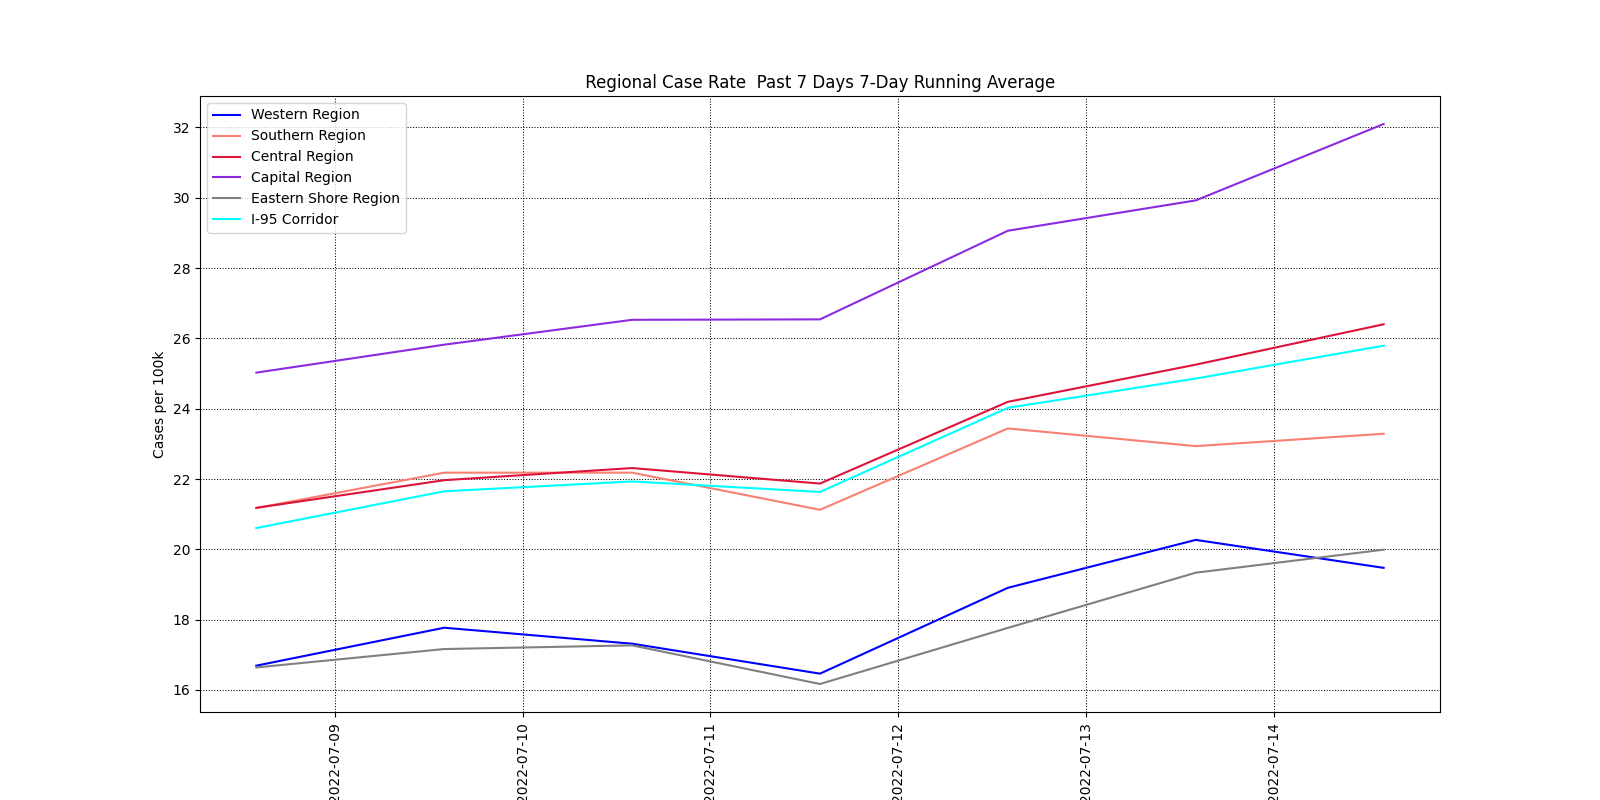 Regional Case Rate  Past 7 Days 7-Day Running Average
Western Region
Southern Region
Central Region
Capital Region
Eastern Shore Region
I-95 Corridor
Cases per 100k
32
30
28
26
24
22
20
18
16
2022-07-09
2022-07-10
2022-07-11
2022-07-12
2022-07-13
2022-07-14